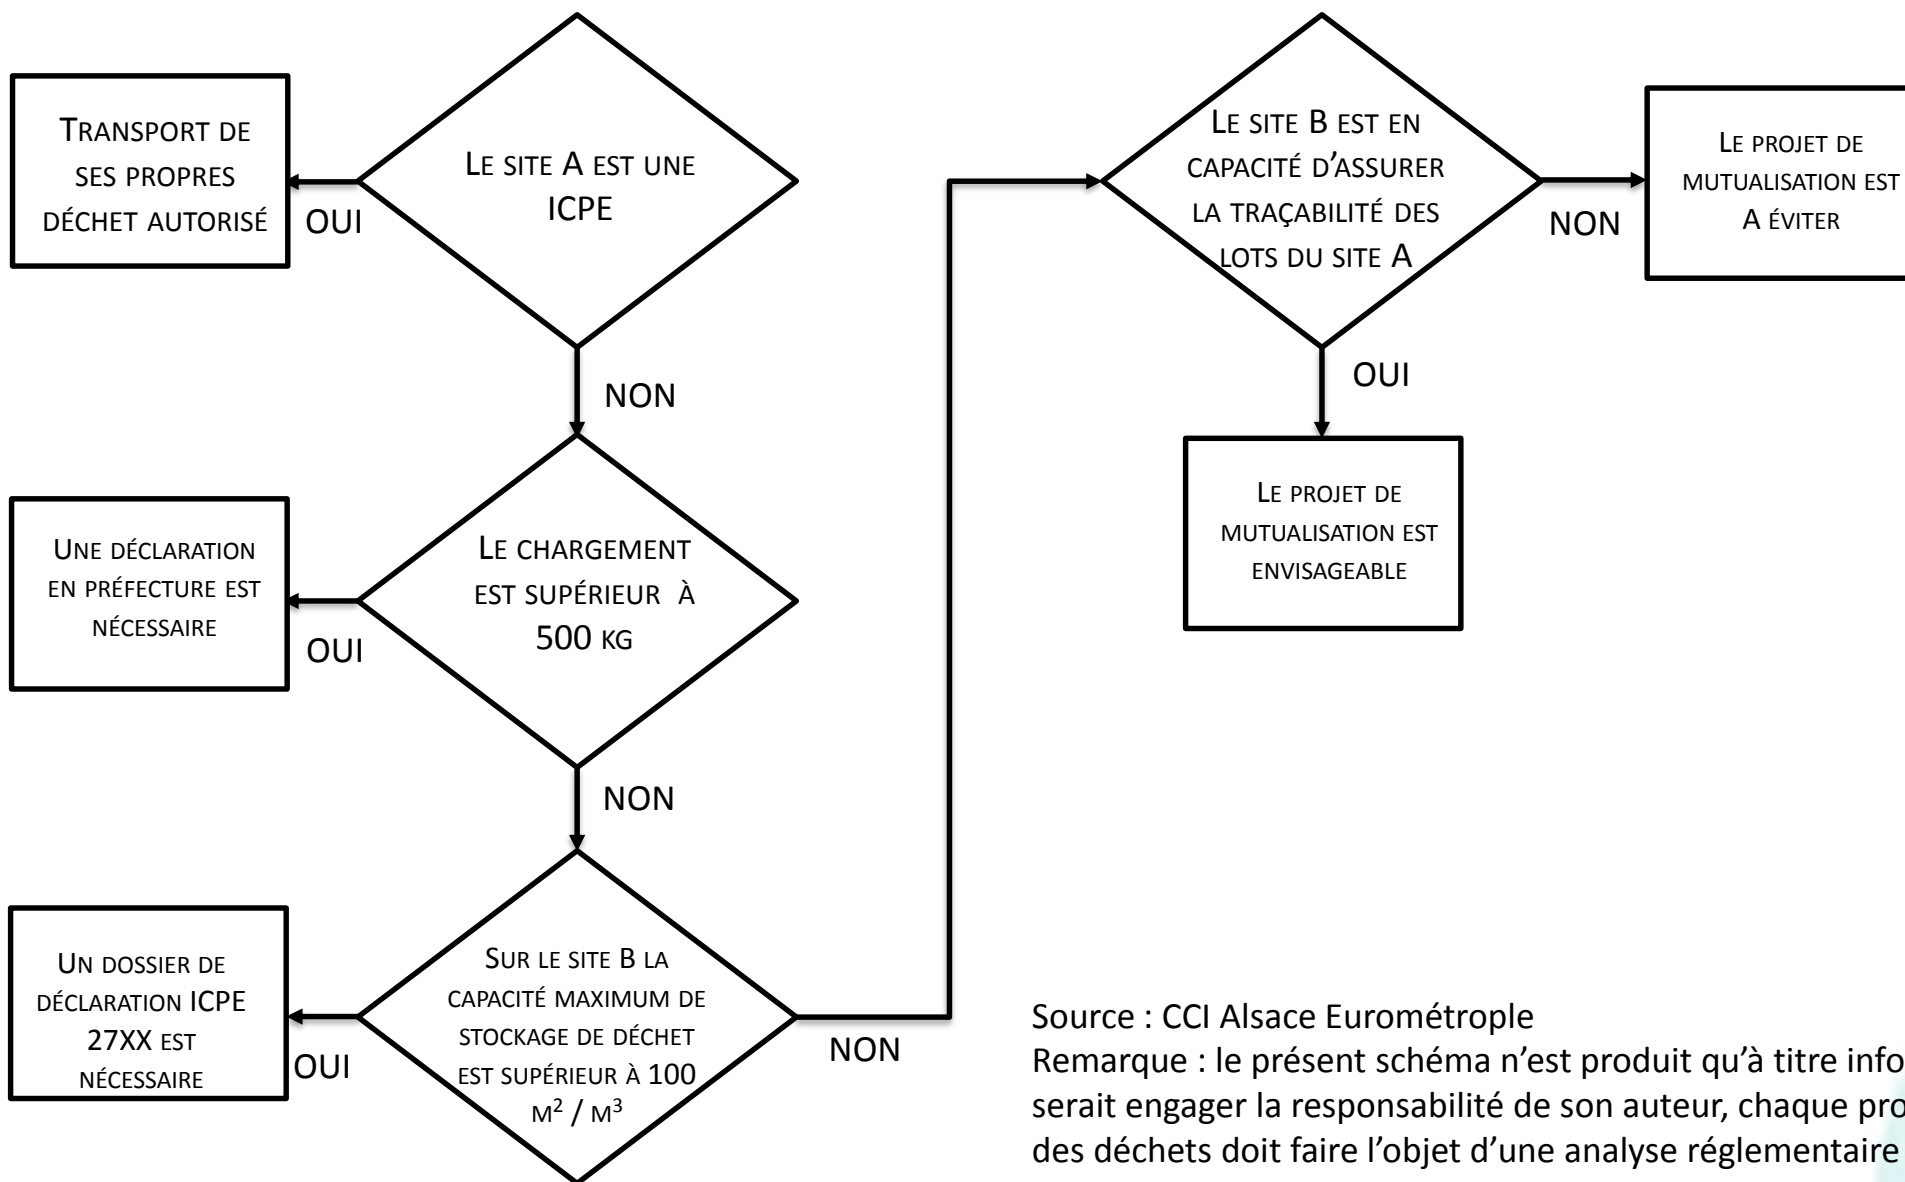 TRANSPORT DE
SES PROPRES
DÉCHET AUTORISÉ
OUI
LE SITE A EST UNE
ICPE
NON
UNE DÉCLARATION
EN PRÉFECTURE EST
NÉCESSAIRE
OUI
LE CHARGEMENT
EST SUPÉRIEUR À
500 KG
NON
UN DOSSIER DE
DÉCLARATION ICPE
27XX EST
NÉCESSAIRE
OUI
SUR LE SITE B LA
CAPACITÉ MAXIMUM DE
STOCKAGE DE DÉCHET
EST SUPÉRIEUR À 100
M² / M³
NON
LE SITE B EST EN
CAPACITÉ D’ASSURER
LA TRAÇABILITÉ DES
LOTS DU SITE A
NON
LE PROJET DE
MUTUALISATION EST
A ÉVITER
OUI
LE PROJET DE
MUTUALISATION EST
ENVISAGEABLE
Source : CCI Alsace Eurométrople
Remarque : le présent schéma n’est produit qu’à titre
serait engager la responsabilité de son auteur, chaque
des déchets doit faire l’objet d’une analyse réglementaire